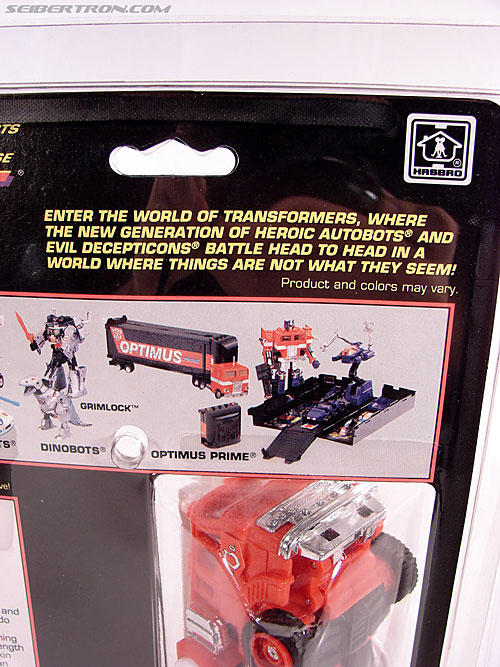 SEIBERTRON.COM
HASBRO®
ENTER THE WORLD OF TRANSFORMERS, WHERE
THE NEW GENERATION OF HEROIC AUTOBOTS® AND
EVIL DECEPTICONS® BATTLE HEAD TO HEAD IN A
WORLD WHERE THINGS ARE NOT WHAT THEY SEEM!
Product and colors may vary.
OPTIMUS
GRIMLOCK™
DINOBOTS®
OPTIMUS PRIME®
and